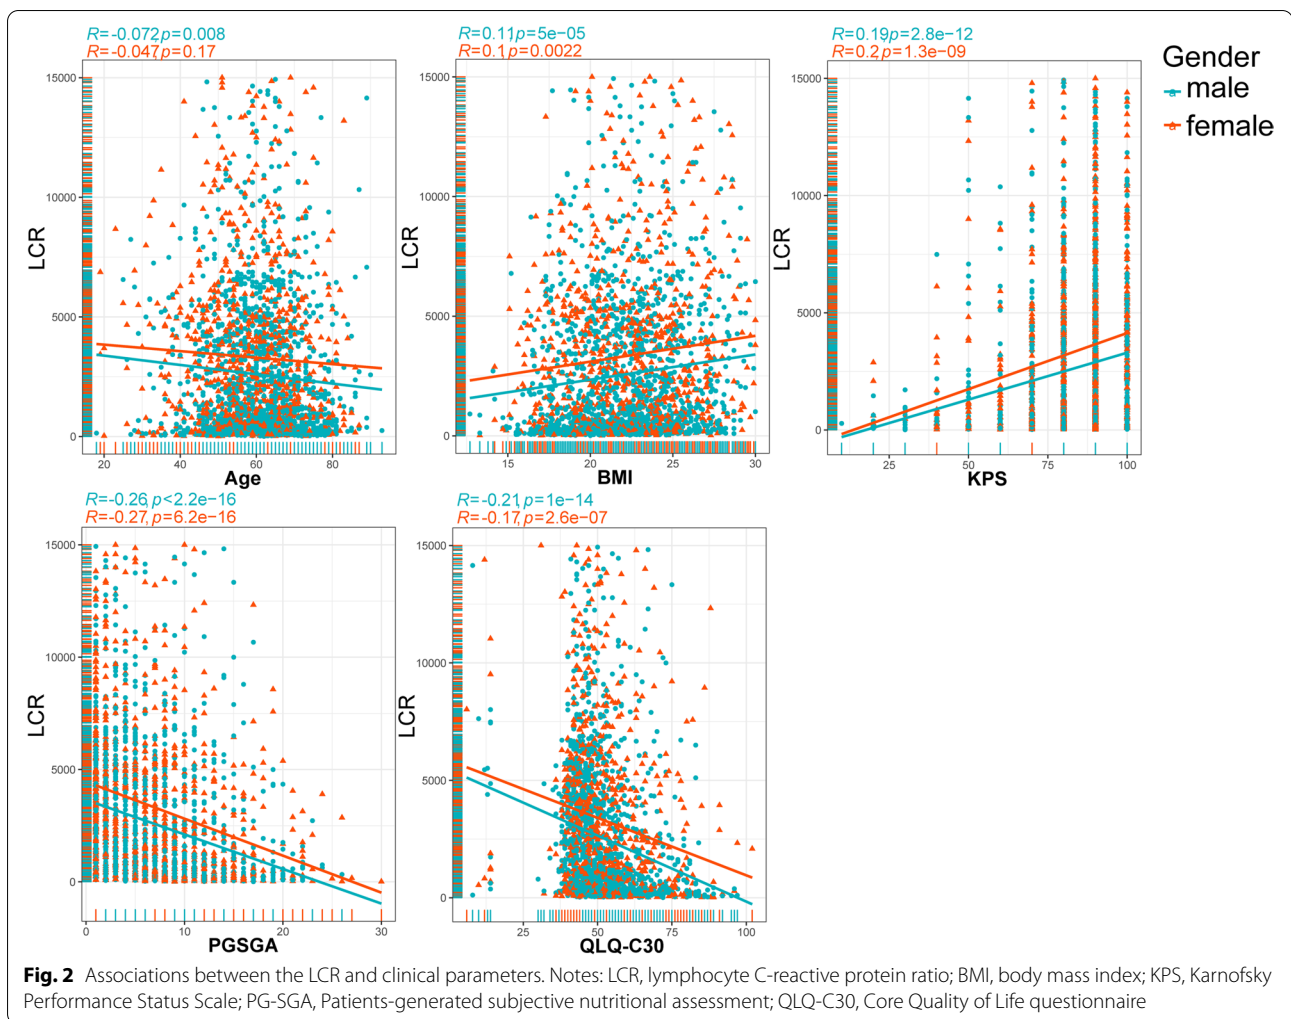 R=-0.072, p=0.008
R=-0.047, p=0.17
15000
10000
5000
0
LCR
20 40 60 80
Age
R=0.11, p=5e−05
R=0.1, p=0.0022
15000
10000
5000
0
LCR
15 20 25 30
BMI
R=0.19, p=2.8e−12
R=0.2, p=1.3e−09
15000
10000
5000
0
LCR
25 50 75 100
KPS
Gender
male
female
R=-0.26, p<2.2e−16
R=-0.27, p=6.2e−16
15000
10000
5000
0
LCR
0 10 20 30
PGSGA
R=-0.21, p=1e−14
R=-0.17, p=2.6e−07
15000
10000
5000
0
LCR
25 50 75 100
QLQ-C30
Fig. 2 Associations between the LCR and clinical parameters. Notes: LCR, lymphocyte C-reactive protein ratio; BMI, body mass index; KPS, Karnofsky
Performance Status Scale; PG-SGA, Patients-generated subjective nutritional assessment; QLQ-C30, Core Quality of Life questionnaire